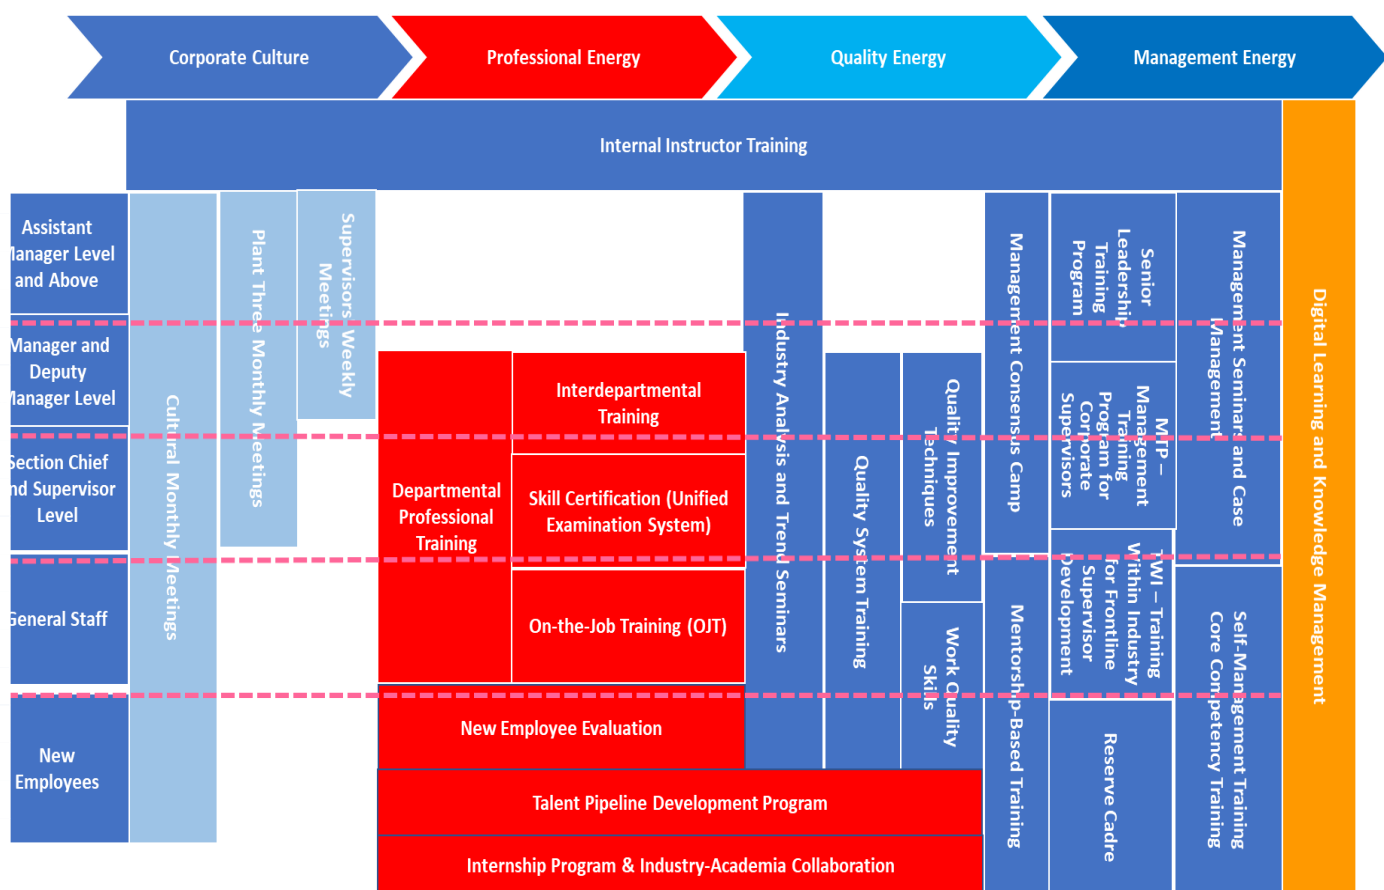 Corporate Culture
Professional Energy
Quality Energy
Management Energy
Internal Instructor Training
Assistant
Manager Level
and Above
Manager and
Deputy
Manager Level
Section Chief
and Supervisor
Level
General Staff
New
Employees
Cultural Monthly Meetings
Plant Three Monthly Meetings
Supervisors Weekly
Meetings
Departmental
Professional
Training
Interdepartmental
Training
Skill Certification (Unified
Examination System)
On-the-Job Training (OJT)
New Employee Evaluation
Talent Pipeline Development Program
Internship Program & Industry-Academia Collaboration
Industry Analysis and Trend Seminars
Quality System Training
Quality Improvement
Techniques
Work Quality
Skills
Management Consensus Camp
Mentorship-Based Training
Senior
Leadership
Training
Program
MTP –
Management
Training
Program for
Corporate
Supervisors
TWI – Training
Within Industry
for Frontline
Supervisor
Development
Reserve Cadre
Management Seminars and Case
Management
Self-Management Training
Core Competency Training
Digital Learning and Knowledge Management